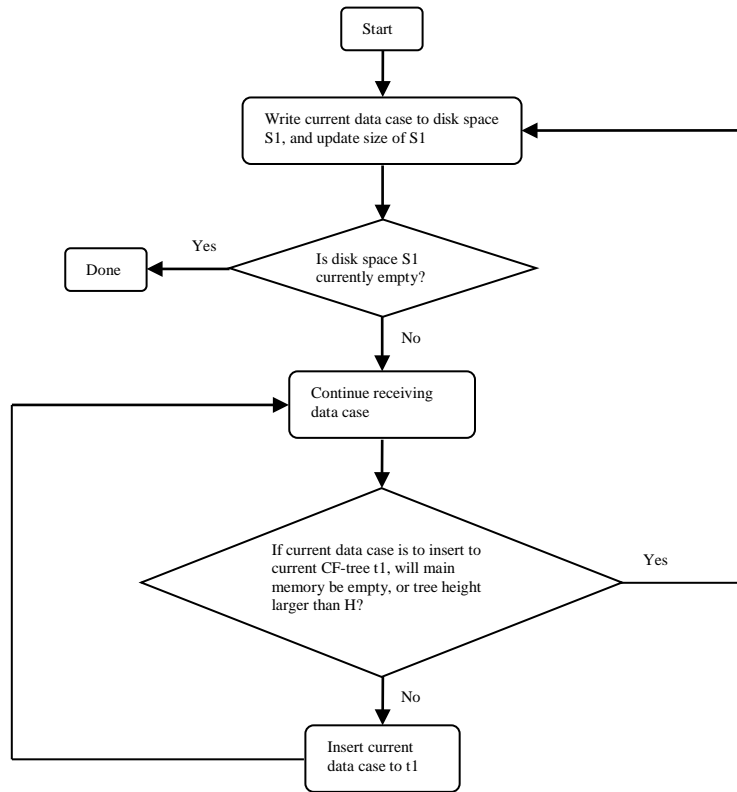 Start
Write current data case to disk space
S1, and update size of S1
Yes
Is disk space S1
currently empty?
Done
No
Continue receiving
data case
If current data case is to insert to
current CF-tree t1, will main
memory be empty, or tree height
larger than H?
Yes
No
Insert current
data case to t1